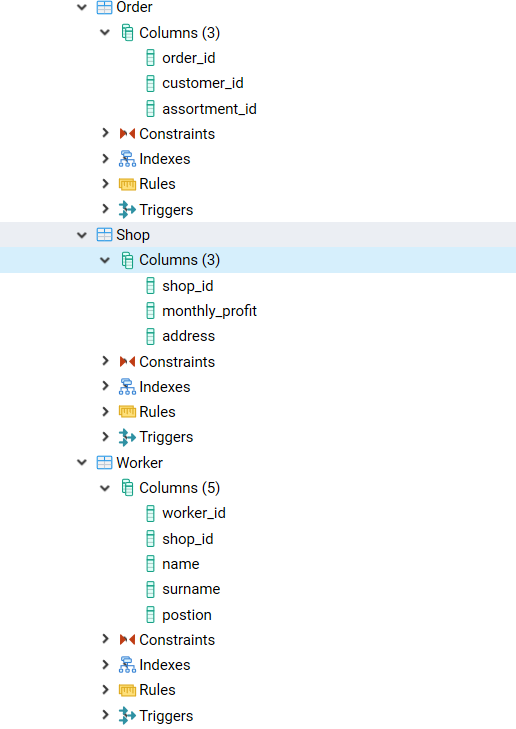 Order
Columns (3)
order_id
customer_id
assortment_id
Constraints
Indexes
Rules
Triggers
Shop
Columns (3)
shop_id
monthly_profit
address
Constraints
Indexes
Rules
Triggers
Worker
Columns (5)
worker_id
shop_id
name
surname
postion
Constraints
Indexes
Rules
Triggers